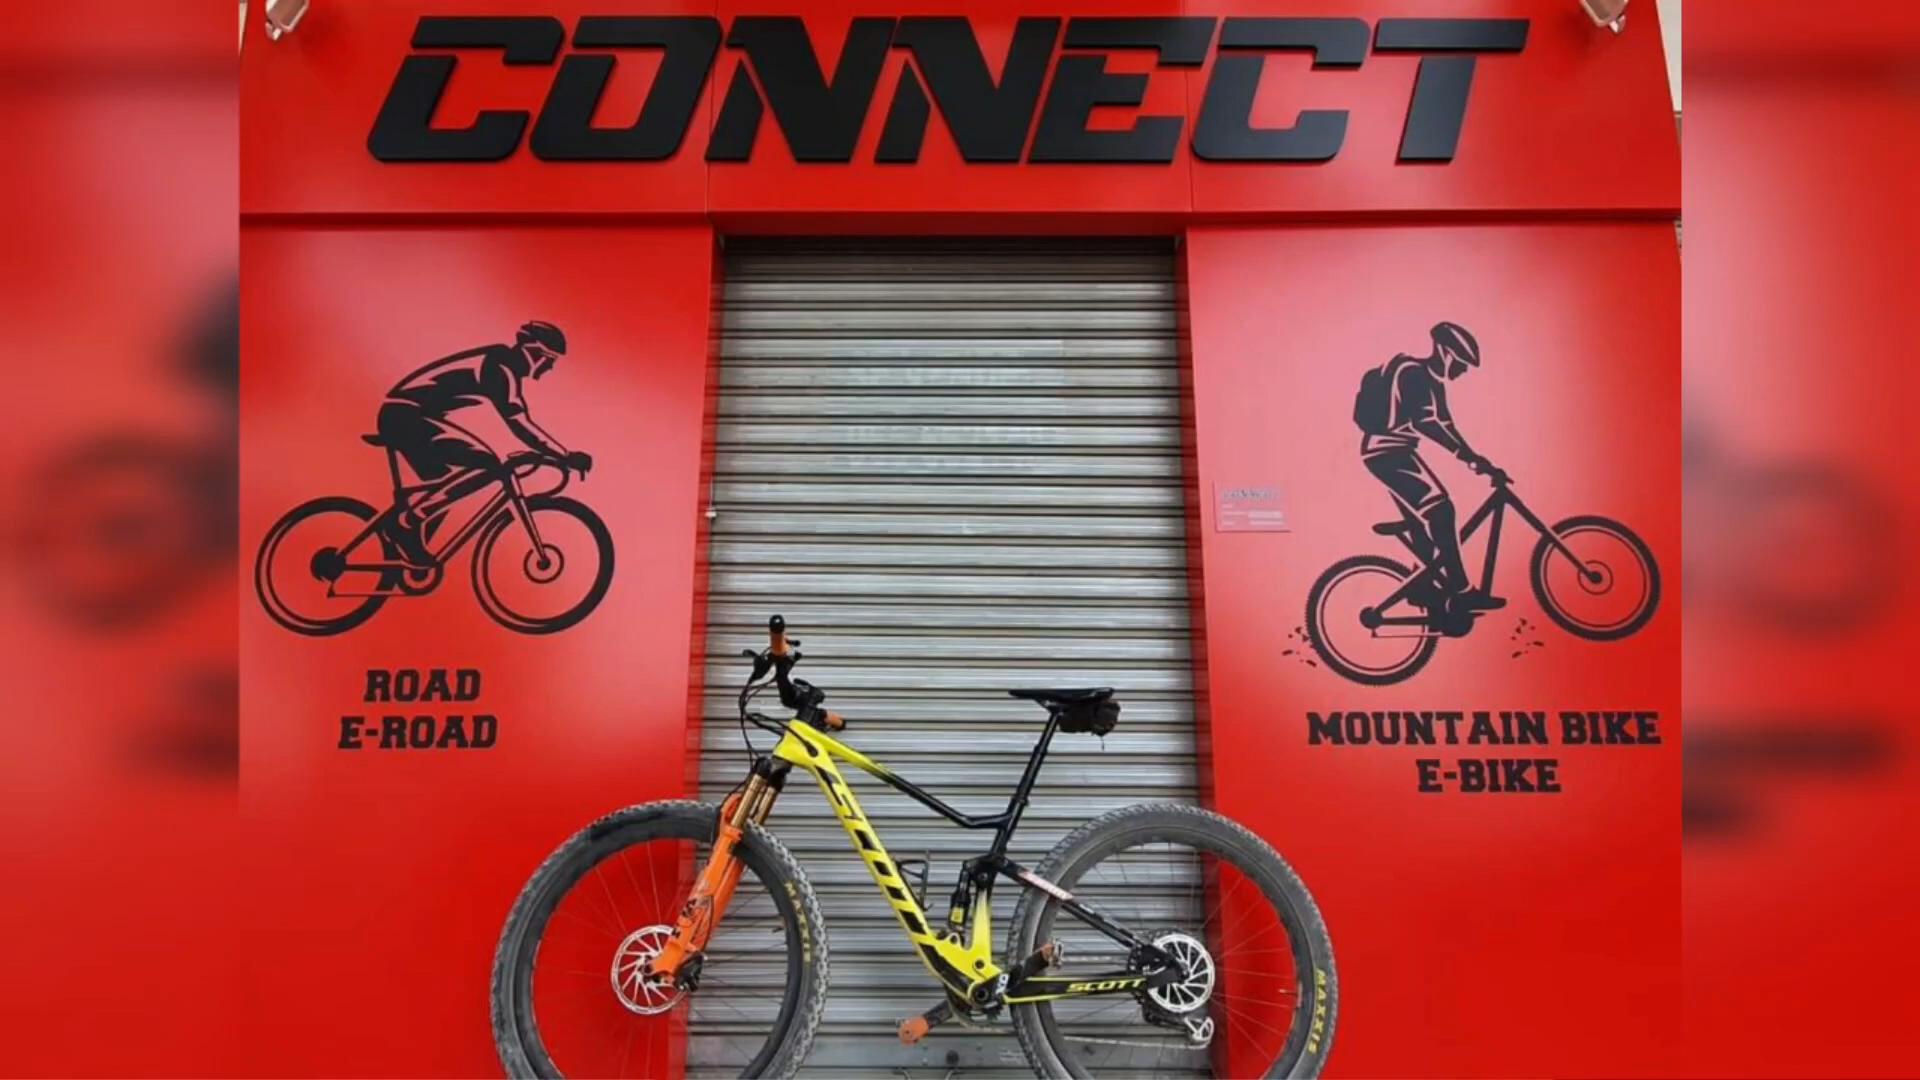 CONNECT
ROAD
E-ROAD
MOUNTAIN BIKE
E-BIKE
SCOTT
SCOTT
MAXXIS
MAXXIS